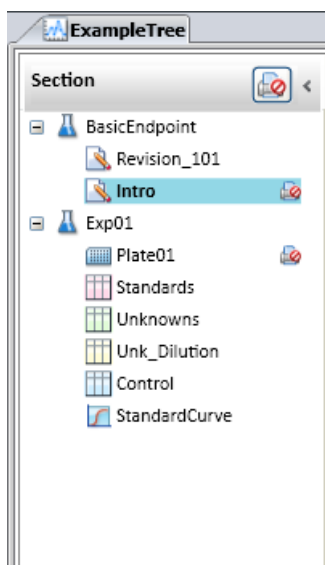 ExampleTree
Section
BasicEndpoint
Revision_101
Intro
Exp01
Plate01
Standards
Unknowns
Unk_Dilution
Control
StandardCurve